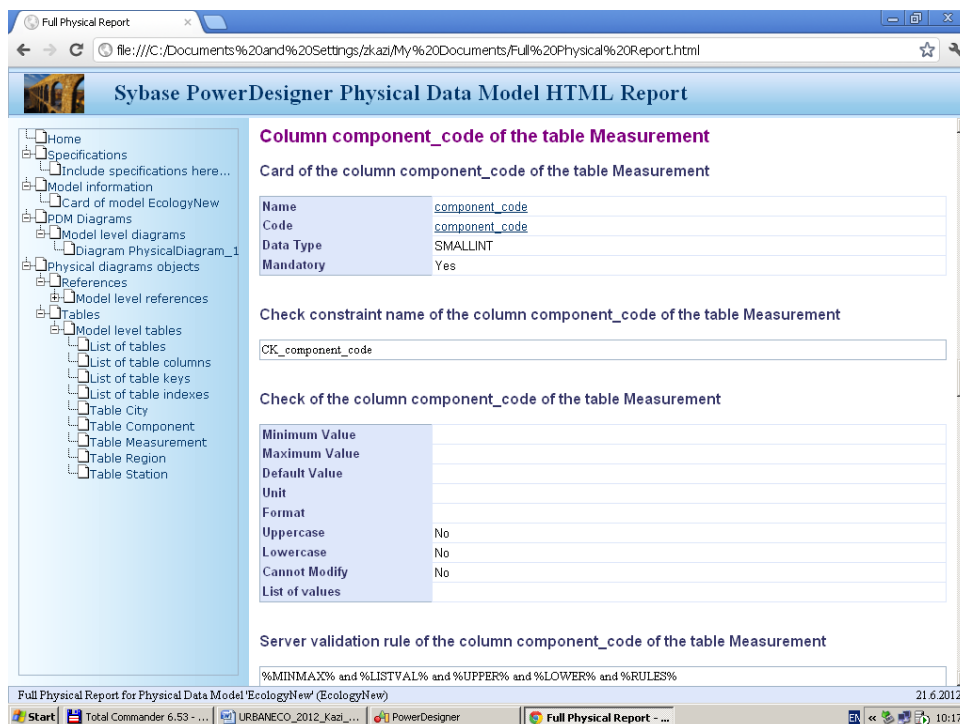 Full Physical Report
file:///C:/Documents%20and%20Settings/zkazi/My%20Documents/Full%20Physical%20Report.html
Sybase PowerDesigner Physical Data Model HTML Report
Home
Specifications
Include specifications here...
Model information
Card of model EcologyNew
PDM Diagrams
Model level diagrams
Diagram PhysicalDiagram_1
Physical diagrams objects
References
Model level references
Tables
Model level tables
List of tables
List of table columns
List of table keys
List of table indexes
Table City
Table Component
Table Measurement
Table Region
Table Station
Column component_code of the table Measurement
Card of the column component_code of the table Measurement
Name component_code
Code component_code
Data Type SMALLINT
Mandatory Yes
Check constraint name of the column component_code of the table Measurement
CK_component_code
Check of the column component_code of the table Measurement
Minimum Value
Maximum Value
Default Value
Unit
Format
Uppercase No
Lowercase No
Cannot Modify No
List of values
Server validation rule of the column component_code of the table Measurement
%MINMAX% and %LISTVAL% and %UPPER% and %LOWER% and %RULES%
Full Physical Report for Physical Data Model 'EcologyNew' (EcologyNew) 21.6.2012
Start Total Commander 6.53 - ... URBANECO_2012_Kazi_... PowerDesigner Full Physical Report - ... EN « 10:17